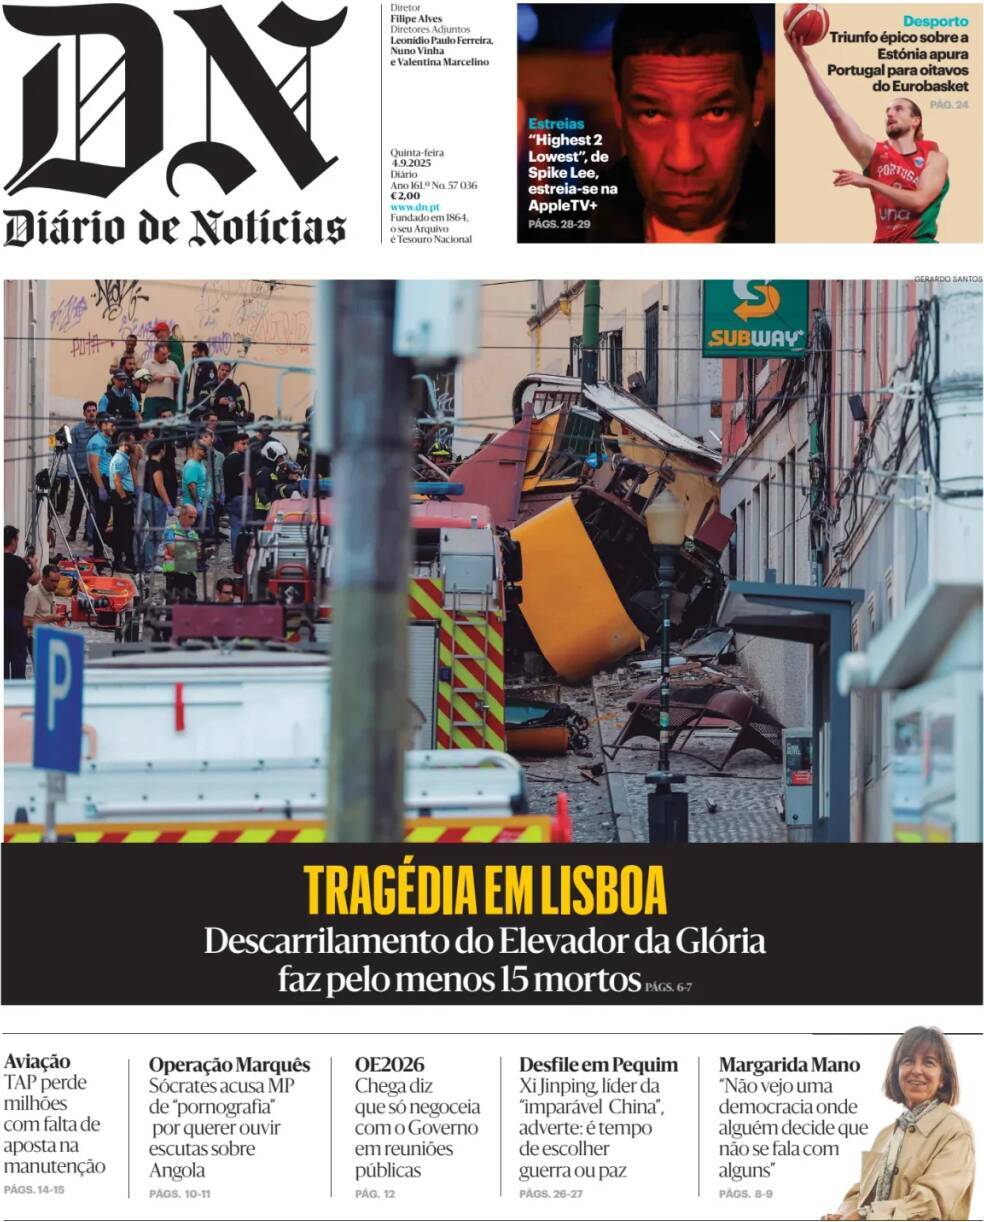 DN
Diário de Notícias
Diretor
Filipe Alves
Diretores Adjuntos
Leonídio Paulo Ferreira,
Nuno Vinha
e Valentina Marcelino
Quinta-feira
4.9.2025
Diário
Ano 161.º No. 57 036
€ 2,00
www.dn.pt
Fundado em 1864,
o seu Arquivo
é Tesouro Nacional
Estreias
“Highest 2
Lowest”, de
Spike Lee,
estreia-se na
AppleTV+
PÁGS. 28-29
Desporto
Triunfo épico sobre a
Estónia apura
Portugal para oitavos
do Eurobasket
PÁG. 24
PORTUGAL
una
GERARDO SANTOS
PUTA
SUBWAY
P
TRAGÉDIA EM LISBOA
Descarrilamento do Elevador da Glória
faz pelo menos 15 mortos PÁGS. 6-7
Aviação
TAP perde
milhões
com falta de
aposta na
manutenção
PÁGS. 14-15
Operação Marquês
Sócrates acusa MP
de “pornografia”
por querer ouvir
escutas sobre
Angola
PÁGS. 10-11
OE2026
Chega diz
que só negoceia
com o Governo
em reuniões
públicas
PÁG. 12
Desfile em Pequim
Xi Jinping, líder da
“imparável China”,
adverte: é tempo
de escolher
guerra ou paz
PÁGS. 26-27
Margarida Mano
“Não vejo uma
democracia onde
alguém decide que
não se fala com
alguns”
PÁGS. 8-9